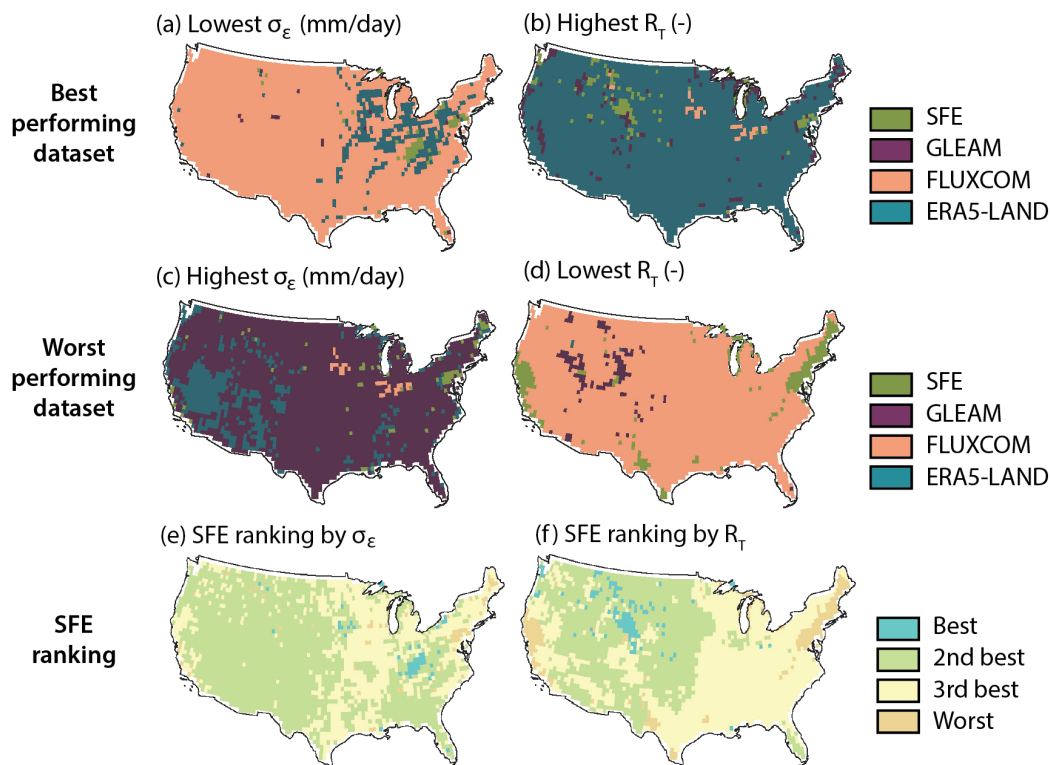 (a) Lowest σε (mm/day)
(b) Highest RT (-)
Best
performing
dataset
SFE
GLEAM
FLUXCOM
ERA5-LAND
(c) Highest σε (mm/day)
(d) Lowest RT (-)
Worst
performing
dataset
SFE
GLEAM
FLUXCOM
ERA5-LAND
(e) SFE ranking by σε
(f) SFE ranking by RT
SFE
ranking
Best
2nd best
3rd best
Worst